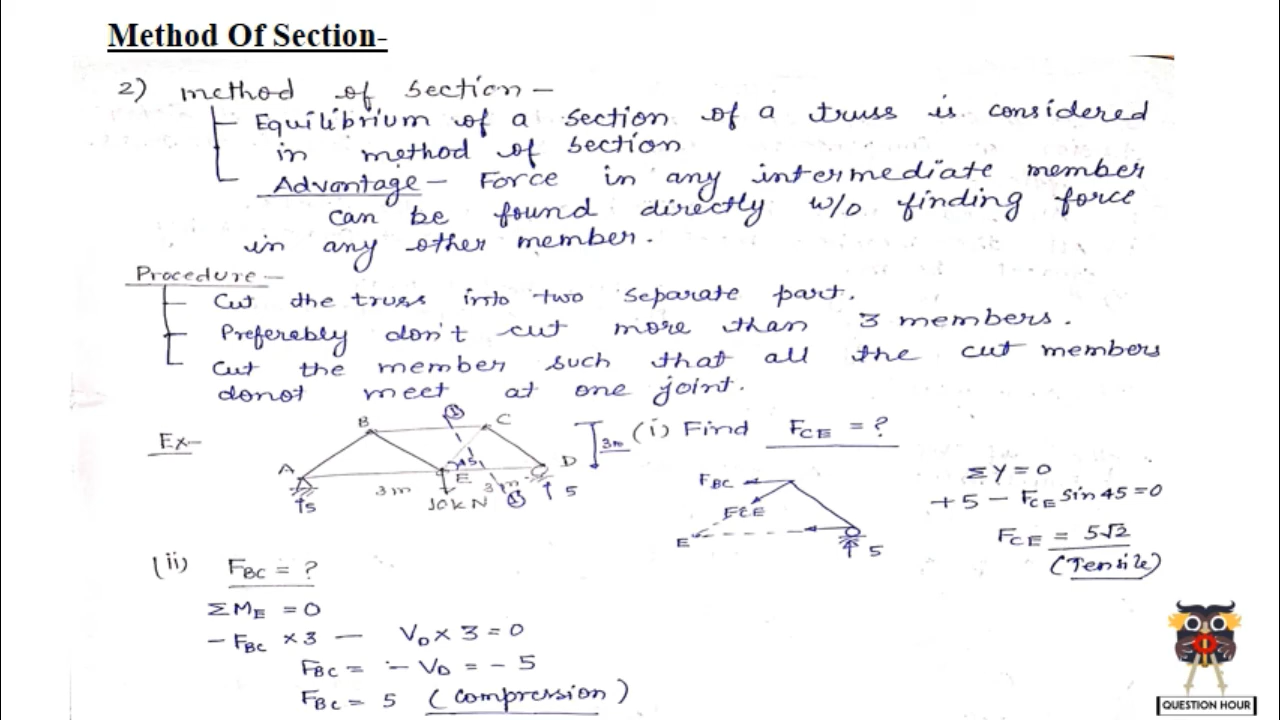 Method Of Section-
2) method of section -
Equilibrium of a section of a truss is considered
in method of section
Advantage - Force in any intermediate member
can be found directly w/o finding force
in any other member.
Procedure -
Cut the truss into two separate part.
Preferebly don't cut more than 3 members.
Cut the member such that all the cut members
donot meet at one joint.
Ex-
B
1
C
A
45
E
D
3m
3m
10kN
1
5
5
3m
(i) Find FCE = ?
FBC
FCE
E
5
ΣY=0
+5 - FCE sin 45=0
FCE = 5√2
(Tensile)
(ii) FBC = ?
ΣME = 0
- FBC ×3 - VD × 3 = 0
FBC = - VD = - 5
FBC = 5 (compression)
QUESTION HOUR